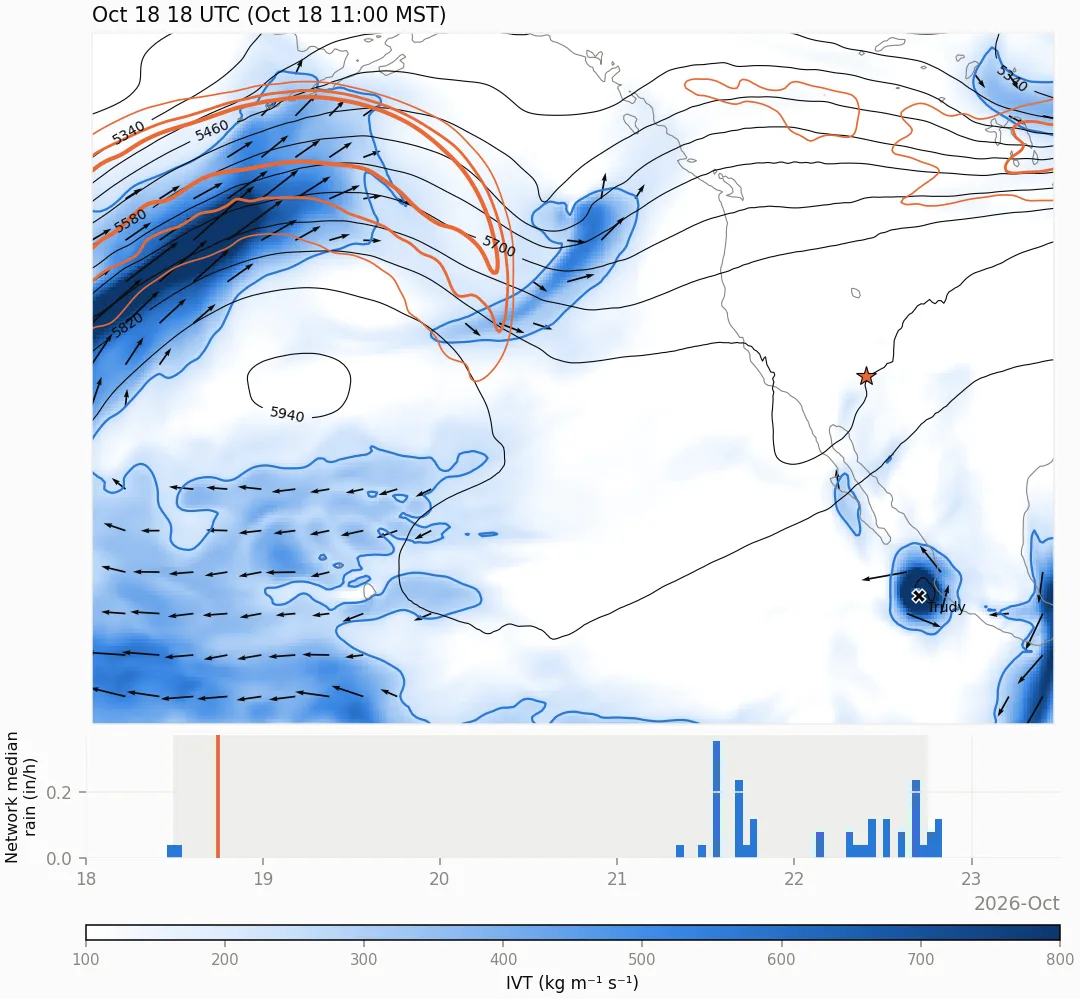 Oct 18 18 UTC (Oct 18 11:00 MST)
5340
5340
5460
5580
5700
5820
5940
Trudy
Network median
rain (in/h)
0.2
0.0
18 19 20 21 22 23
2026-Oct
100 200 300 400 500 600 700 800
IVT (kg m⁻¹ s⁻¹)